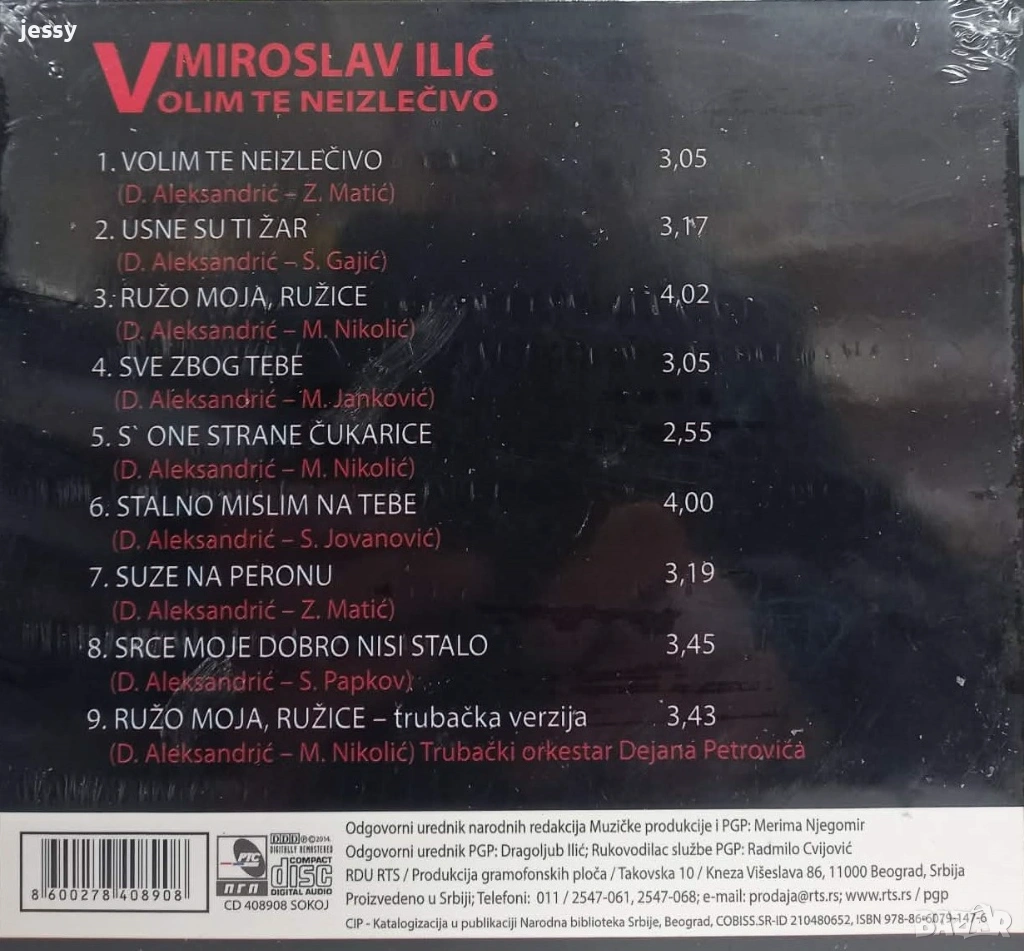 jessy
MIROSLAV ILIĆ
VOLIM TE NEIZLEČIVO
1. VOLIM TE NEIZLEČIVO 3,05
(D. Aleksandrić – Z. Matić)
2. USNE SU TI ŽAR 3,17
(D. Aleksandrić – S. Gajić)
3. RUŽO MOJA, RUŽICE 4,02
(D. Aleksandrić – M. Nikolić)
4. SVE ZBOG TEBE 3,05
(D. Aleksandrić – M. Janković)
5. S` ONE STRANE ČUKARICE 2,55
(D. Aleksandrić – M. Nikolić)
6. STALNO MISLIM NA TEBE 4,00
(D. Aleksandrić – S. Jovanović)
7. SUZE NA PERONU 3,19
(D. Aleksandrić – Z. Matić)
8. SRCE MOJE DOBRO NISI STALO 3,45
(D. Aleksandrić – S. Papkov)
9. RUŽO MOJA, RUŽICE – trubačka verzija 3,43
(D. Aleksandrić – M. Nikolić) Trubački orkestar Dejana Petrovića
Odgovorni urednik narodnih redakcija Muzičke produkcije i PGP: Merima Njegomir
Odgovorni urednik PGP: Dragoljub Ilić; Rukovodilac službe PGP: Radmilo Cvijović
RDU RTS / Produkcija gramofonskih ploča / Takovska 10 / Kneza Višeslava 86, 11000 Beograd, Srbija
Proizvedeno u Srbiji; Telefoni: 011 / 2547-061, 2547-068; e-mail: prodaja@rts.rs; www.rts.rs / pgp
CIP - Katalogizacija u publikaciji Narodna biblioteka Srbije, Beograd, COBISS.SR-ID 210480652, ISBN 978-86-6079-147-6
8 600278 408908
РТС
пгп
DDD ℗©2014
DIGITALLY REMASTERED
COMPACT
disc
DIGITAL AUDIO
CD 408908 SOKOJ
BAZAR